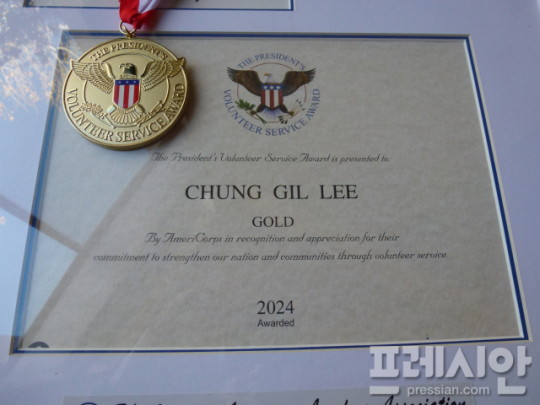 THE PRESIDENT'S
VOLUNTEER SERVICE AWARD
THE PRESIDENT'S
VOLUNTEER SERVICE AWARD
The President's Volunteer Service Award is presented to
CHUNG GIL LEE
GOLD
By AmeriCorps in recognition and appreciation for their
commitment to strengthen our nation and communities through volunteer service.
2024
Awarded
프레시안
pressian.com
Association